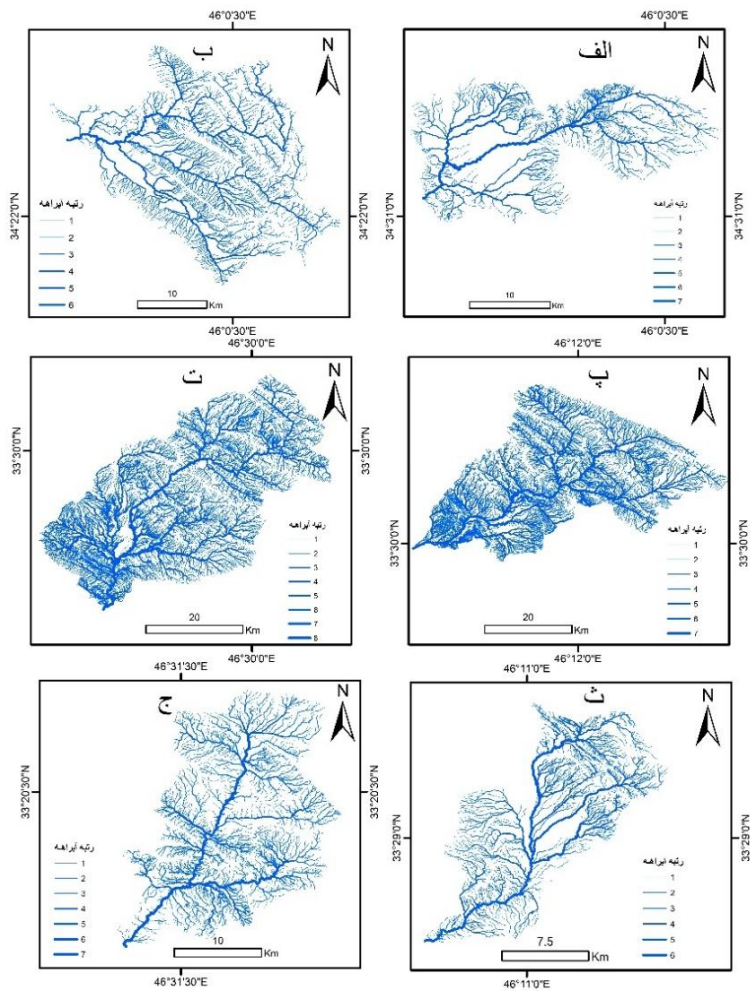 46°0'30"E
الف
N
34°31'0"N
34°31'0"N
رتبه آبراهه
1
2
3
4
5
6
7
10
Km
46°0'30"E
46°0'30"E
ب
N
34°22'0"N
34°22'0"N
رتبه آبراهه
1
2
3
4
5
6
10
Km
46°0'30"E
46°12'0"E
پ
N
33°30'0"N
33°30'0"N
رتبه آبراهه
1
2
3
4
5
6
7
20
Km
46°12'0"E
46°30'0"E
ت
N
33°30'0"N
33°30'0"N
رتبه آبراهه
1
2
3
4
5
8
7
8
20
Km
46°30'0"E
46°11'0"E
ث
N
33°29'0"N
33°29'0"N
رتبه آبراهه
1
2
3
4
5
6
7.5
Km
46°11'0"E
46°31'30"E
ج
N
33°20'30"N
33°20'30"N
رتبه آبراهه
1
2
3
4
5
6
7
10
Km
46°31'30"E